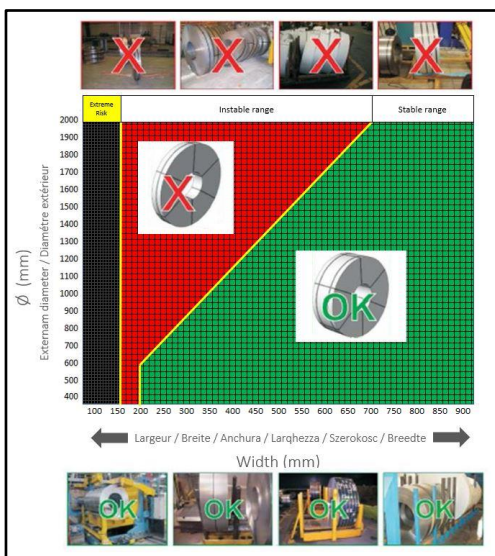 X X X X
Extreme
Risk
Instable range
Stable range
2000
1900
1800
1700
1600
1500
1400
1300
1200
1100
1000
900
800
700
600
500
400
Ø (mm)
Externam diameter / Diamétre extérieur
X
OK
100 150 200 250 300 350 400 450 500 550 600 650 700 750 800 850 900
Largeur / Breite / Anchura / Larqhezza / Szerokosc / Breedte
Width (mm)
OK OK OK OK